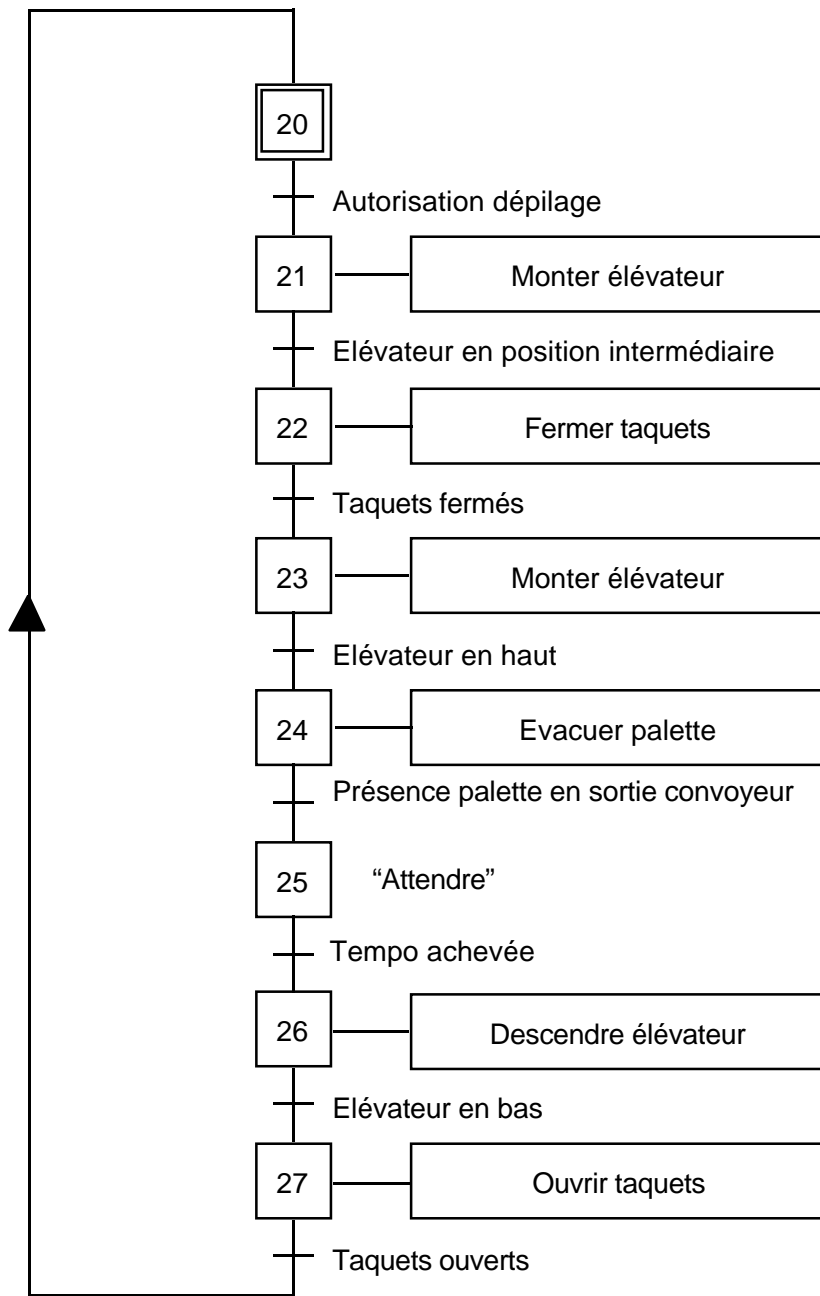 20
Autorisation dépilage
21
Monter élévateur
Elévateur en position intermédiaire
22
Fermer taquets
Taquets fermés
23
Monter élévateur
Elévateur en haut
24
Evacuer palette
Présence palette en sortie convoyeur
25
“Attendre”
Tempo achevée
26
Descendre élévateur
Elévateur en bas
27
Ouvrir taquets
Taquets ouverts